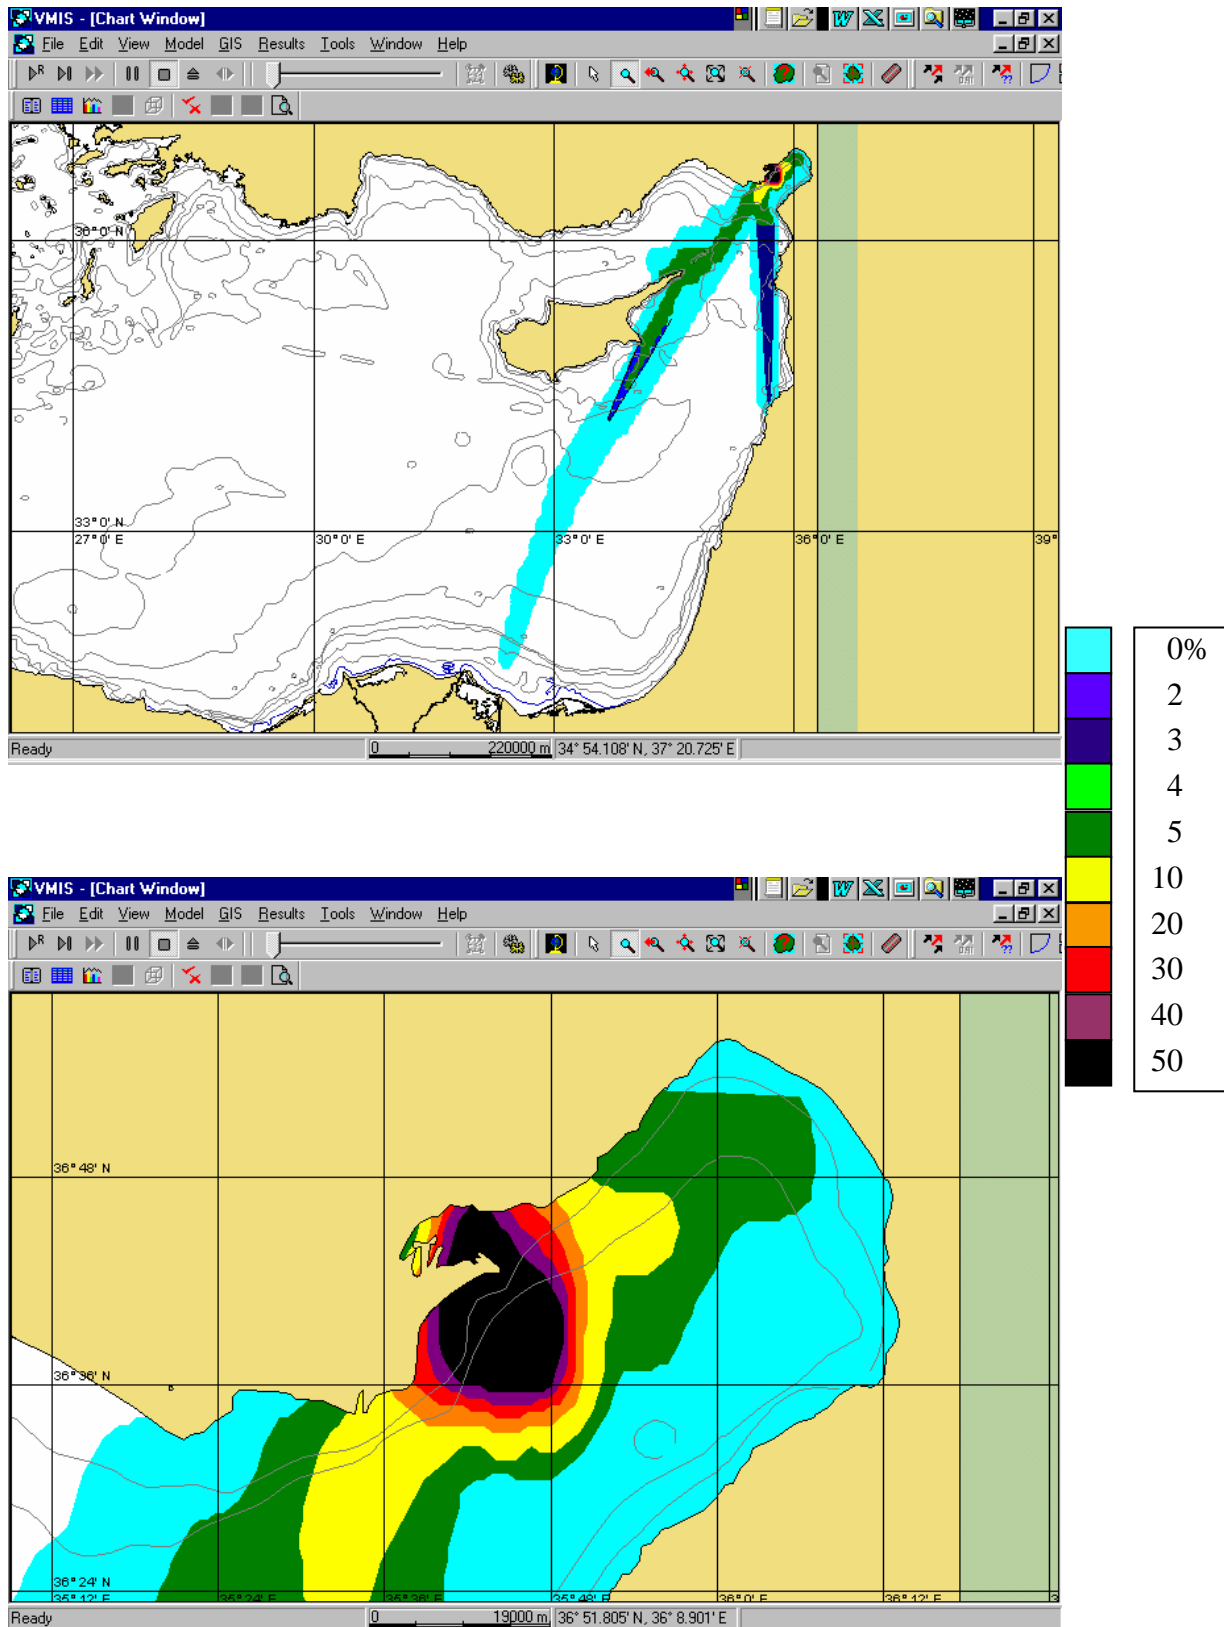 VMIS - [Chart Window]
File Edit View Model GIS Results Tools Window Help
36° 0' N
33° 0' N
27° 0' E 30° 0' E 33° 0' E 36° 0' E 39°
Ready 0 220000 m 34° 54.108' N, 37° 20.725' E
0%
2
3
4
5
10
20
30
40
50
VMIS - [Chart Window]
File Edit View Model GIS Results Tools Window Help
36° 48' N
36° 36' N
36° 24' N
35° 12' E 35° 24' E 35° 36' E 35° 48' E 36° 0' E 36° 12' E 3
Ready 0 19000 m 36° 51.805' N, 36° 8.901' E